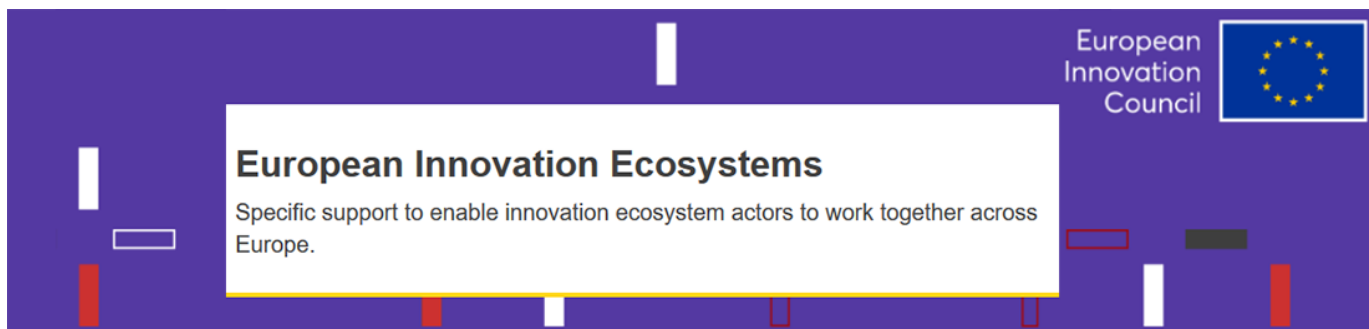 European
Innovation
Council
European Innovation Ecosystems
Specific support to enable innovation ecosystem actors to work together across
Europe.